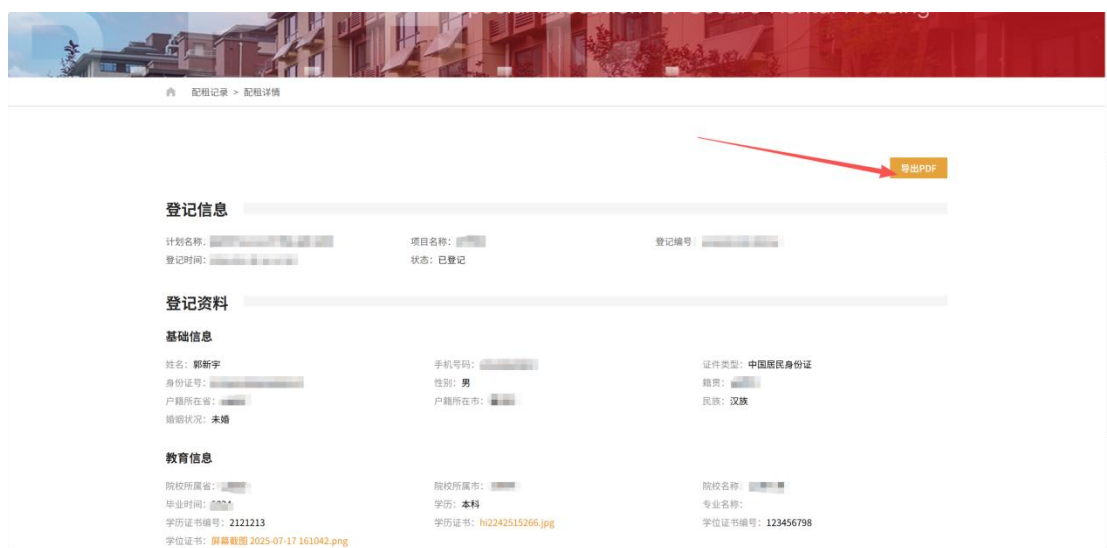 for Secure Rental Housing
配租记录 > 配租详情
导出PDF
登记信息
计划名称: 项目名称: 登记编号:
登记时间: 状态: 已登记
登记资料
基础信息
姓名: 郭新宇 手机号码: 证件类型: 中国居民身份证
身份证号: 性别: 男 籍贯:
户籍所在省: 户籍所在市: 民族: 汉族
婚姻状况: 未婚
教育信息
院校所属省: 院校所属市: 院校名称:
毕业时间: 学历: 本科 专业名称:
学历证书编号: 2121213 学历证书: hi2242515266.jpg 学位证书编号: 123456798
学位证书: 屏幕截图 2025-07-17 161042.png